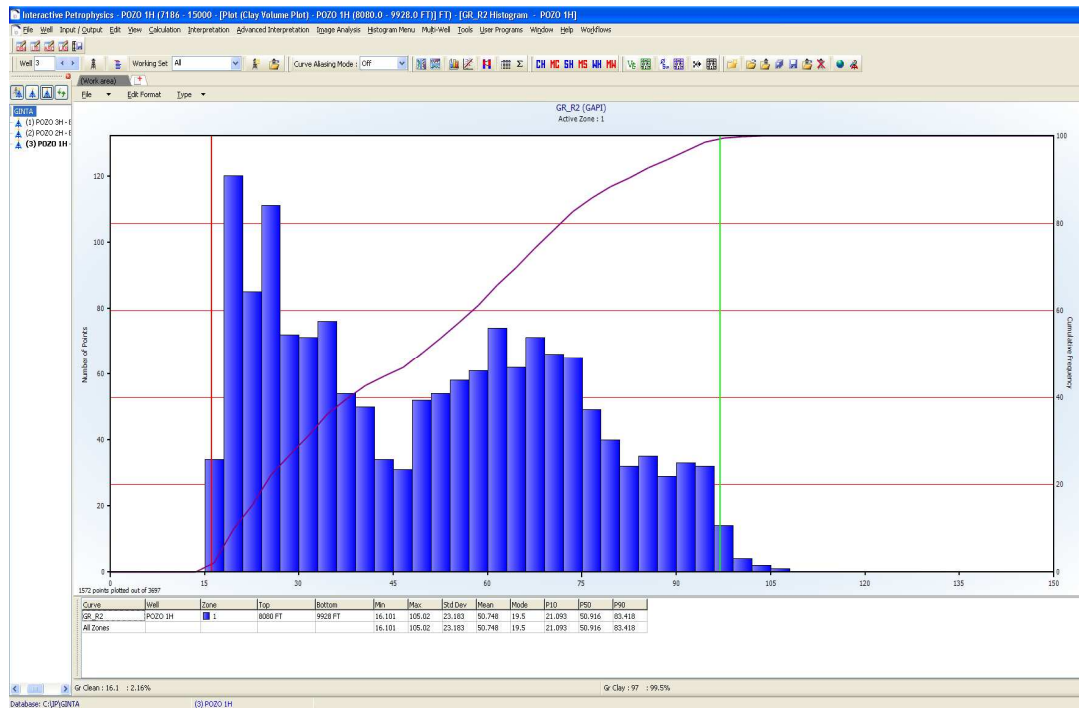 Interactive Petrophysics - POZO 1H (7186 - 15000 - [Plot (Clay Volume Plot) - POZO 1H (8080.0 - 9928.0 FT)] FT) - [GR_R2 Histogram - POZO 1H]
File Well Input / Output Edit View Calculation Interpretation Advanced Interpretation Image Analysis Histogram Menu Multi-Well Tools User Programs Window Help Workflows
Well 3 Working Set All Curve Aliasing Mode : Off CH MC SH MS WH MW
(Work area)
File Edit Format Type
GINTA
(1) POZO 3H - E
(2) POZO 2H - E
(3) POZO 1H -
GR_R2 (GAPI)
Active Zone : 1
120
100
80
60
40
20
0
Number of Points
100
80
60
40
20
0
Cumulative Frequency
0 15 30 45 60 75 90 105 120 135 150
1572 points plotted out of 3697
Curve Well Zone Top Bottom Min Max Std Dev Mean Mode P10 P50 P90
GR_R2 POZO 1H 1 8080 FT 9928 FT 16.101 105.02 23.183 50.748 19.5 21.093 50.916 83.418
All Zones 16.101 105.02 23.183 50.748 19.5 21.093 50.916 83.418
Gr Clean : 16.1 : 2.16% Gr Clay : 97 : 99.5%
Database: C:\IP\GINTA (3) POZO 1H